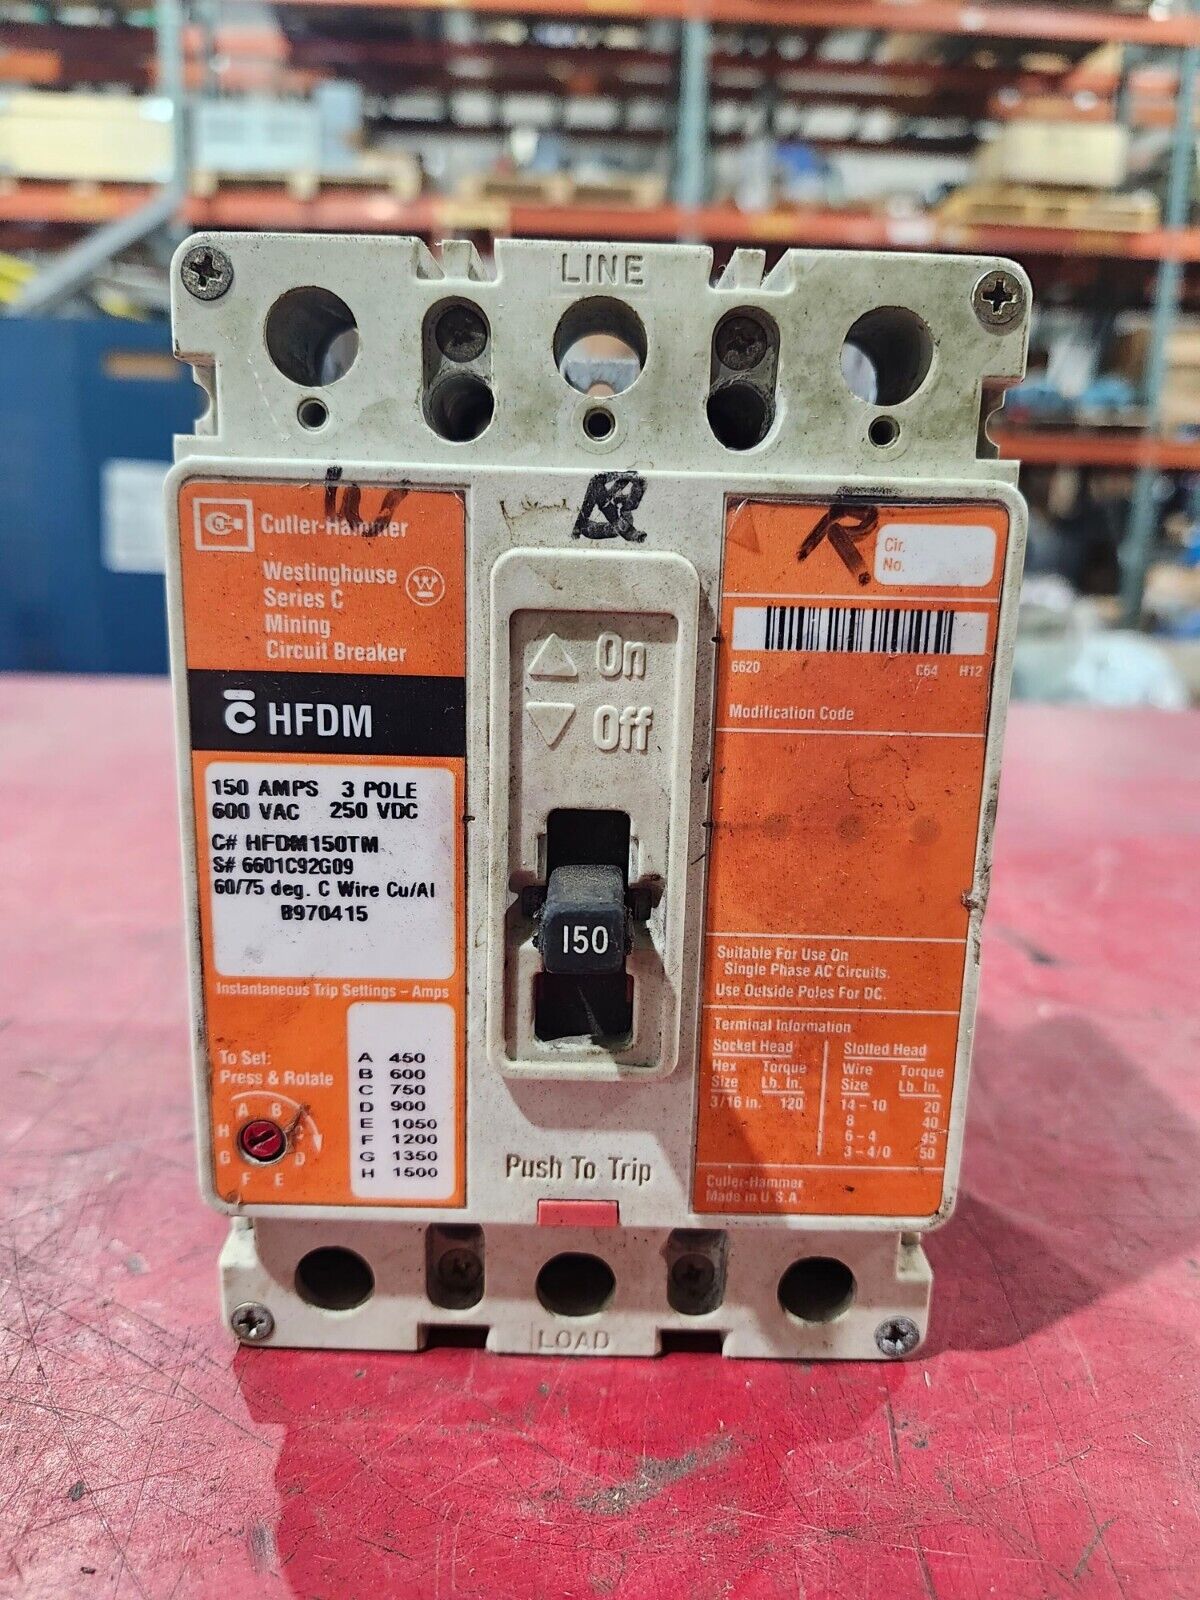 LINE
W
B
R
Cutler-Hammer
Westinghouse
Series C
Mining
Circuit Breaker
W
C HFDM
150 AMPS 3 POLE
600 VAC 250 VDC
C# HFDM150TM
S# 6601C92G09
60/75 deg. C Wire Cu/Al
B970415
Instantaneous Trip Settings - Amps
To Set:
Press & Rotate
A B
H
G D
F E
A 450
B 600
C 750
D 900
E 1050
F 1200
G 1350
H 1500
On
Off
150
Push To Trip
Cir.
No.
6620 C64 H12
Modification Code
Suitable For Use On
Single Phase AC Circuits.
Use Outside Poles For DC.
Terminal Information
Socket Head
Hex Torque
Size Lb. In.
3/16 in. 120
Slotted Head
Wire Torque
Size Lb. In.
14 - 10 20
8 40
6 - 4 45
3 - 4/0 50
Cutler-Hammer
Made in U.S.A.
LOAD